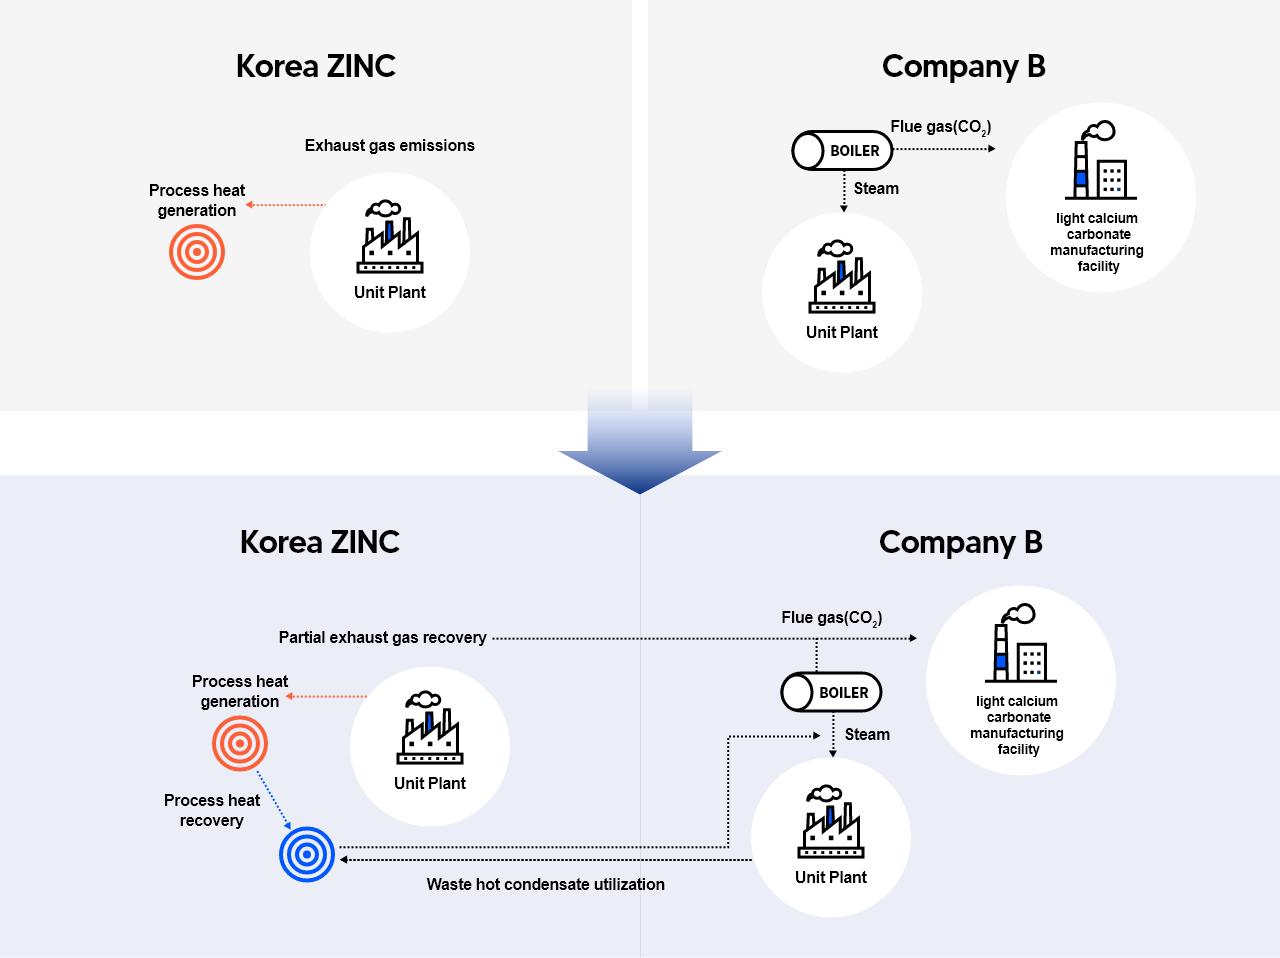 Korea ZINC
Exhaust gas emissions
Process heat
generation
Unit Plant
Company B
Flue gas(CO₂)
BOILER
Steam
Unit Plant
light calcium
carbonate
manufacturing
facility
Korea ZINC
Partial exhaust gas recovery
Process heat
generation
Unit Plant
Process heat
recovery
Waste hot condensate utilization
Company B
Flue gas(CO₂)
BOILER
Steam
Unit Plant
light calcium
carbonate
manufacturing
facility